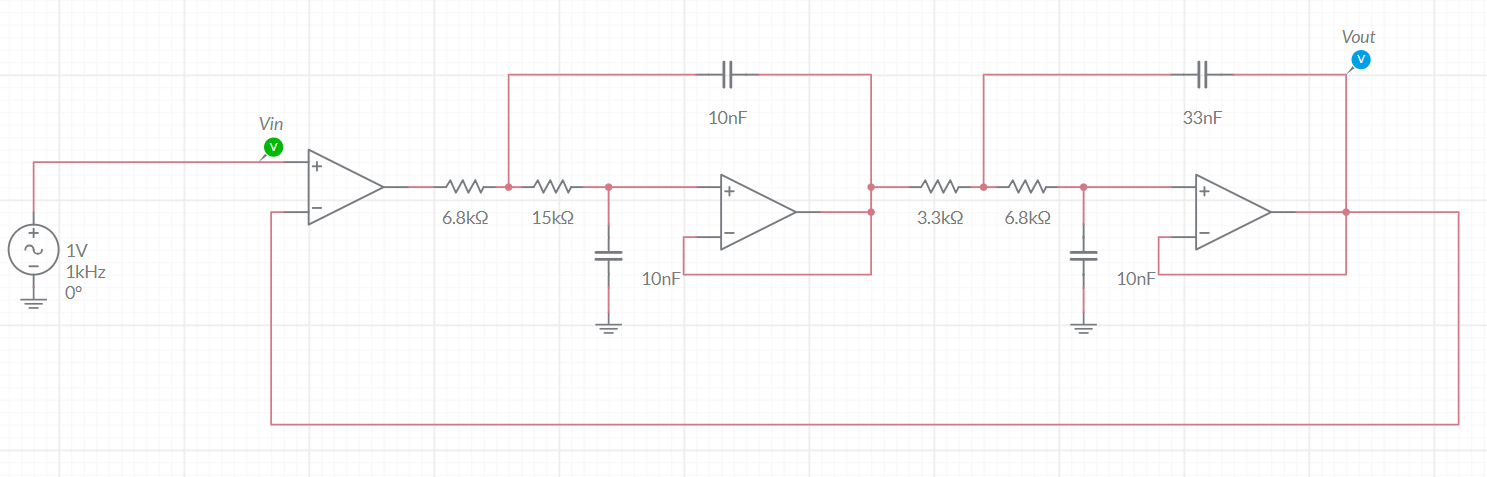 Vout
V
10nF
33nF
Vin
V
+
−
6.8kΩ
15kΩ
+
−
3.3kΩ
6.8kΩ
+
−
+
−
1V
1kHz
0°
10nF
10nF